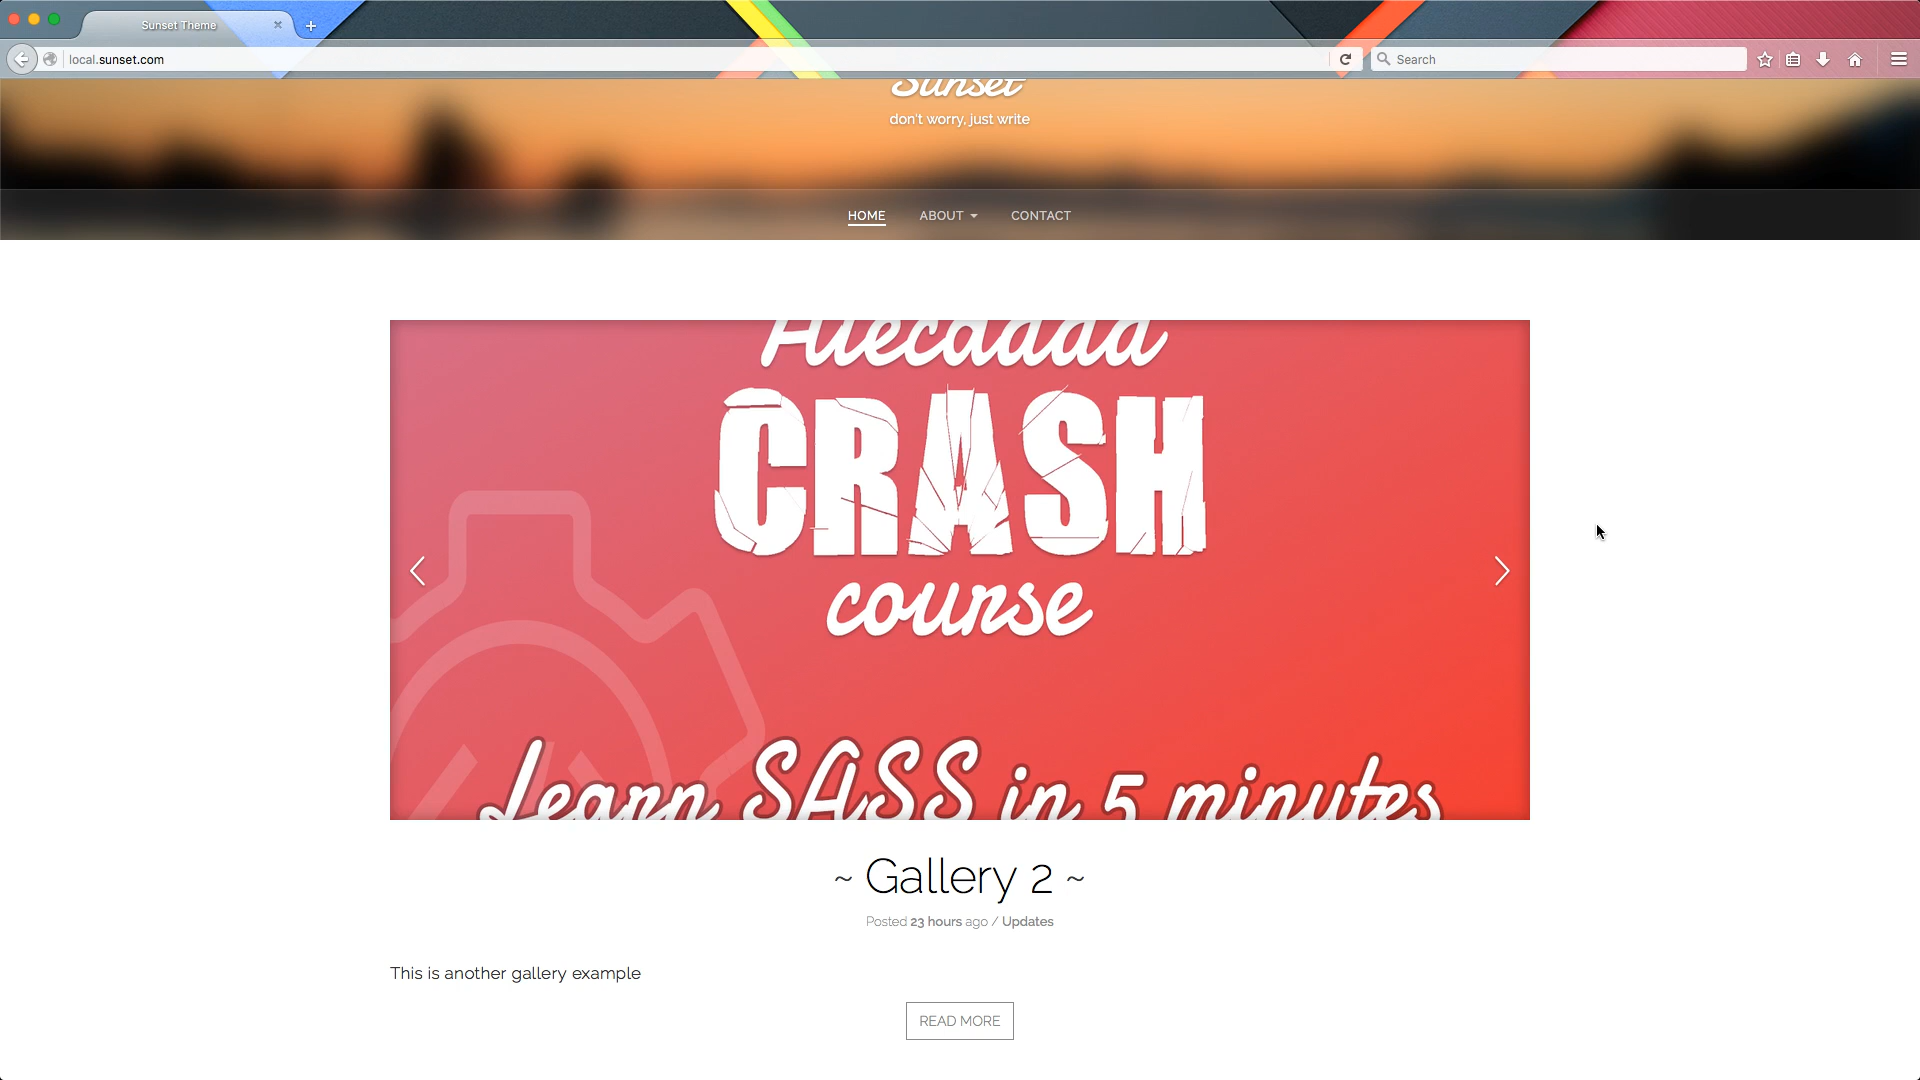 Sunset Theme
local.sunset.com
Search
Sunset
don't worry, just write
HOME
ABOUT
CONTACT
Alecaddd
CRASH
course
Learn SASS in 5 minutes
~ Gallery 2 ~
Posted 23 hours ago / Updates
This is another gallery example
READ MORE